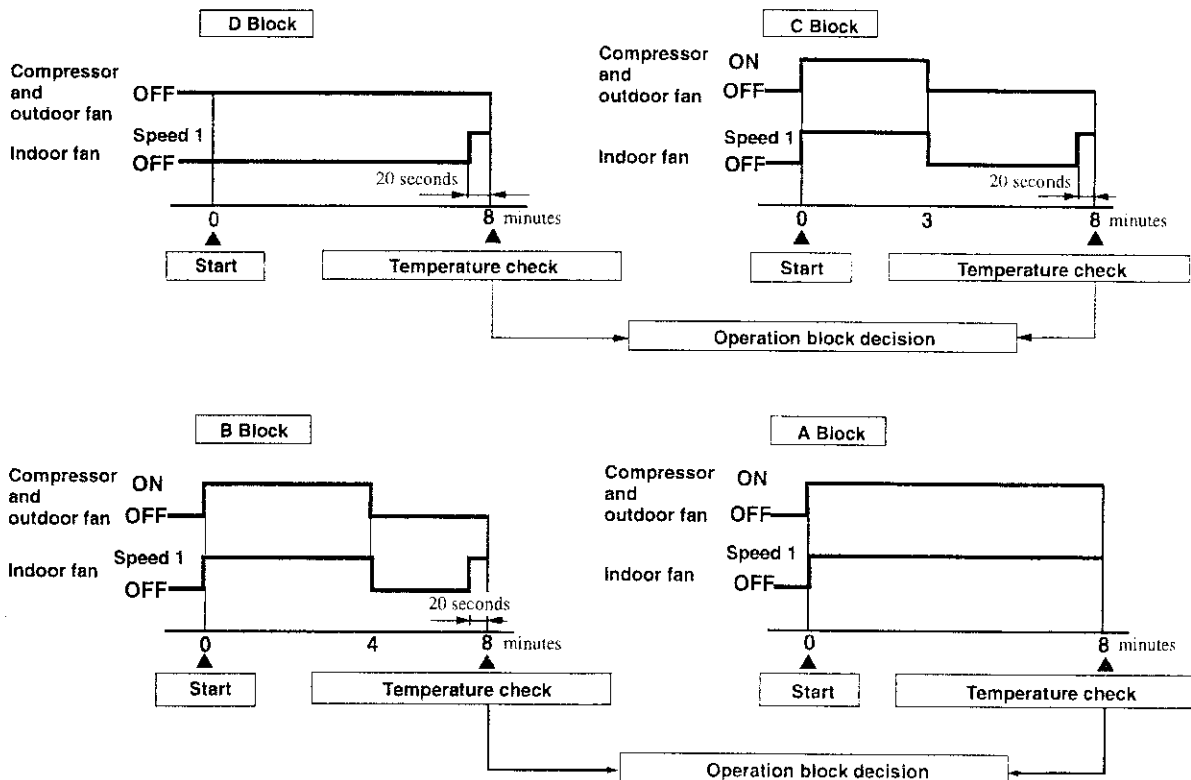 D Block
Compressor
and
outdoor fan
OFF
Speed 1
Indoor fan
OFF
20 seconds
0
8 minutes
Start
Temperature check
C Block
Compressor
and
outdoor fan
ON
OFF
Speed 1
Indoor fan
OFF
20 seconds
0
3
8 minutes
Start
Temperature check
Operation block decision
B Block
Compressor
and
outdoor fan
ON
OFF
Speed 1
Indoor fan
OFF
20 seconds
0
4
8 minutes
Start
Temperature check
A Block
Compressor
and
outdoor fan
ON
OFF
Speed 1
Indoor fan
OFF
0
8 minutes
Start
Temperature check
Operation block decision